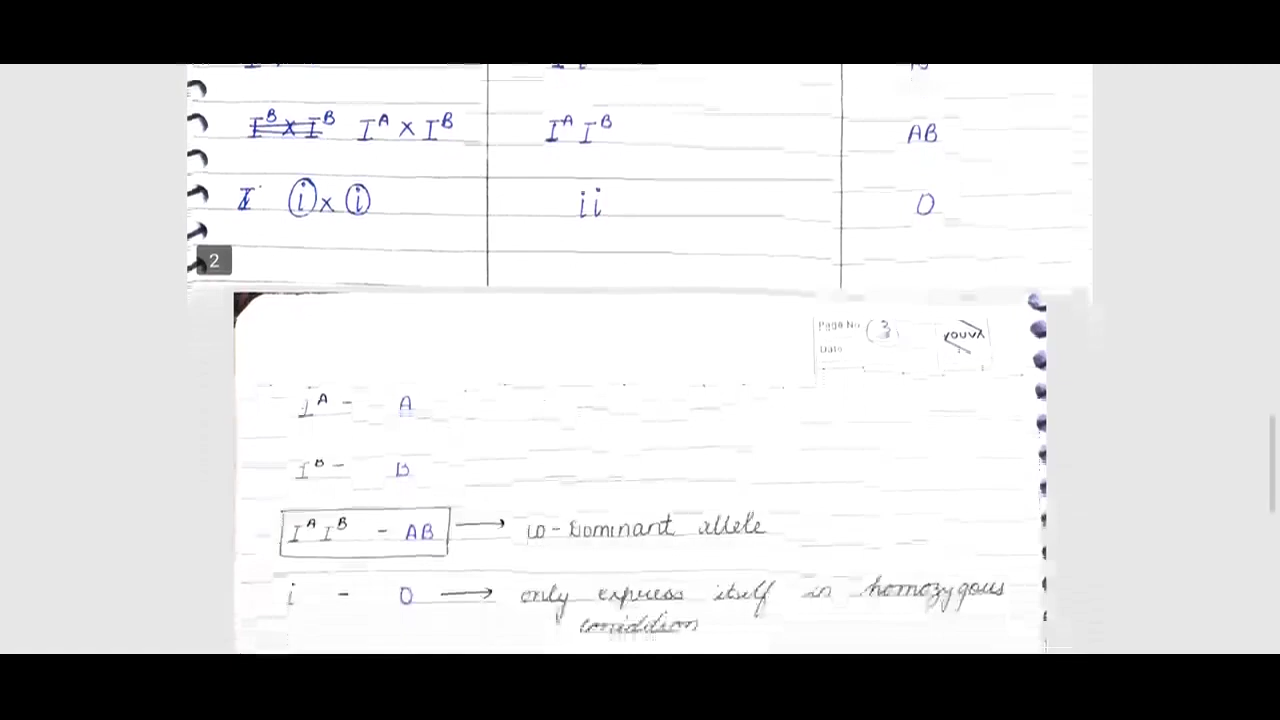 I^B x I^B I^A x I^B I^A I^B AB
I (i) x (i) ii O
2
Page No. (3)
Date
YOUVA
I^A - A
I^B - B
I^A I^B - AB → co-Dominant allele
i - O → only express itself in homozygous
condition